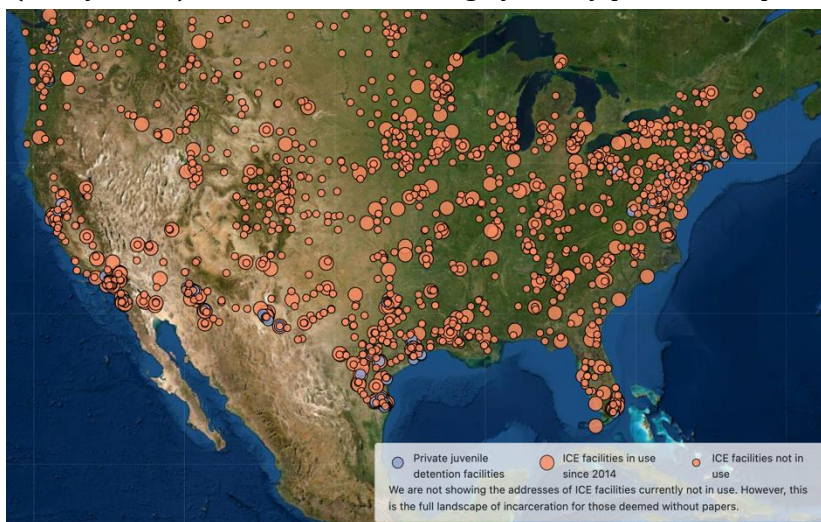 Private juvenile
detention facilities
ICE facilities in use
since 2014
ICE facilities not in
use
We are not showing the addresses of ICE facilities currently not in use. However, this
is the full landscape of incarceration for those deemed without papers.